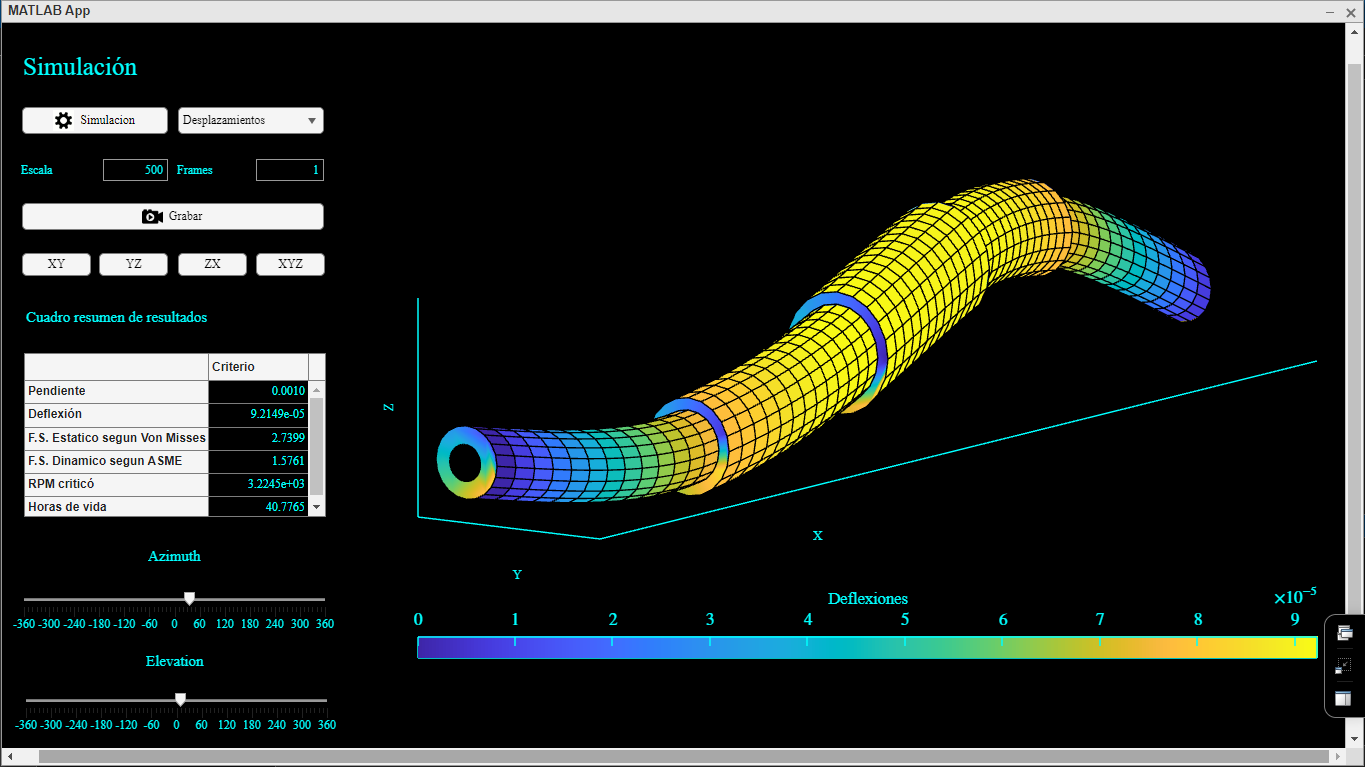 MATLAB App
Simulación
Simulacion
Desplazamientos
Escala 500 Frames 1
Grabar
XY YZ ZX XYZ
Cuadro resumen de resultados
Criterio
Pendiente 0.0010
Deflexión 9.2149e-05
F.S. Estatico segun Von Misses 2.7399
F.S. Dinamico segun ASME 1.5761
RPM criticó 3.2245e+03
Horas de vida 40.7765
Azimuth
-360 -300 -240 -180 -120 -60 0 60 120 180 240 300 360
Elevation
-360 -300 -240 -180 -120 -60 0 60 120 180 240 300 360
Z
X
Y
Deflexiones
×10⁻⁵
0 1 2 3 4 5 6 7 8 9